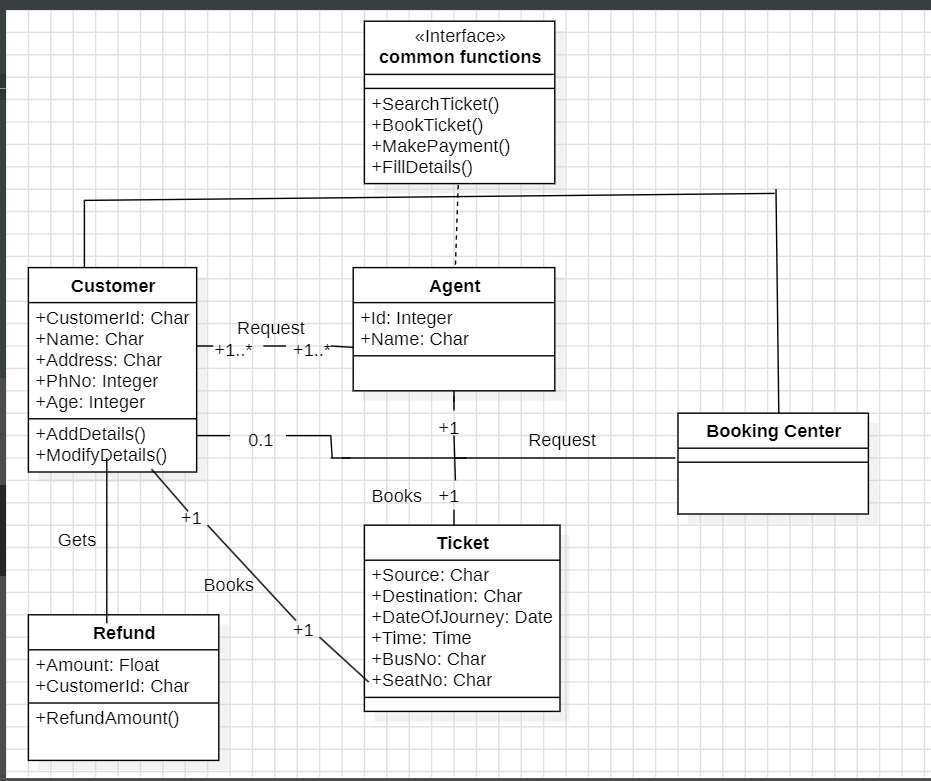 «Interface»
common functions
+SearchTicket()
+BookTicket()
+MakePayment()
+FillDetails()
Customer
+CustomerId: Char
+Name: Char
+Address: Char
+PhNo: Integer
+Age: Integer
+AddDetails()
+ModifyDetails()
Request
+1..*
+1..*
Agent
+Id: Integer
+Name: Char
0.1
+1
Request
Booking Center
Books
+1
+1
Gets
Books
+1
Ticket
+Source: Char
+Destination: Char
+DateOfJourney: Date
+Time: Time
+BusNo: Char
+SeatNo: Char
Refund
+Amount: Float
+CustomerId: Char
+RefundAmount()